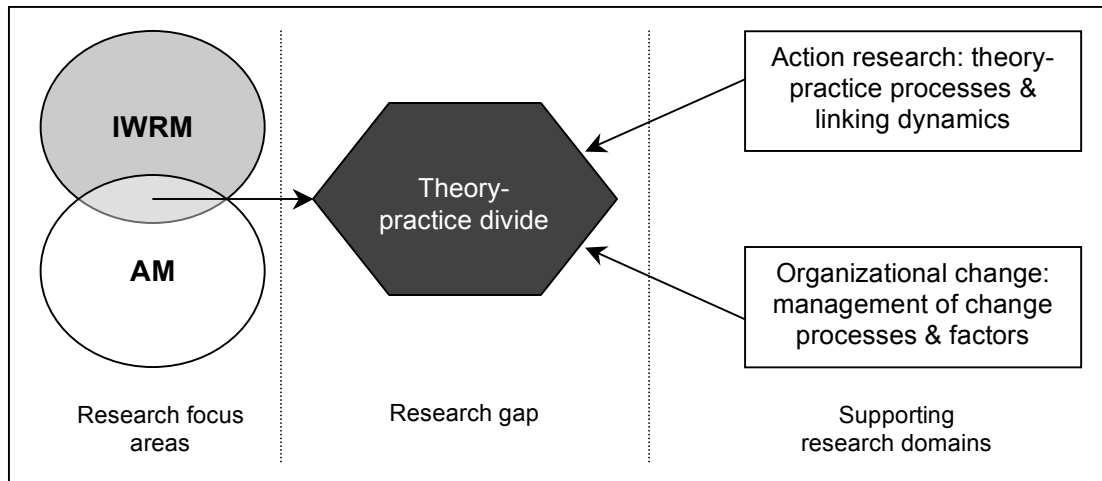 IWRM
AM
Research focus
areas
Theory-
practice divide
Research gap
Action research: theory-
practice processes &
linking dynamics
Organizational change:
management of change
processes & factors
Supporting
research domains